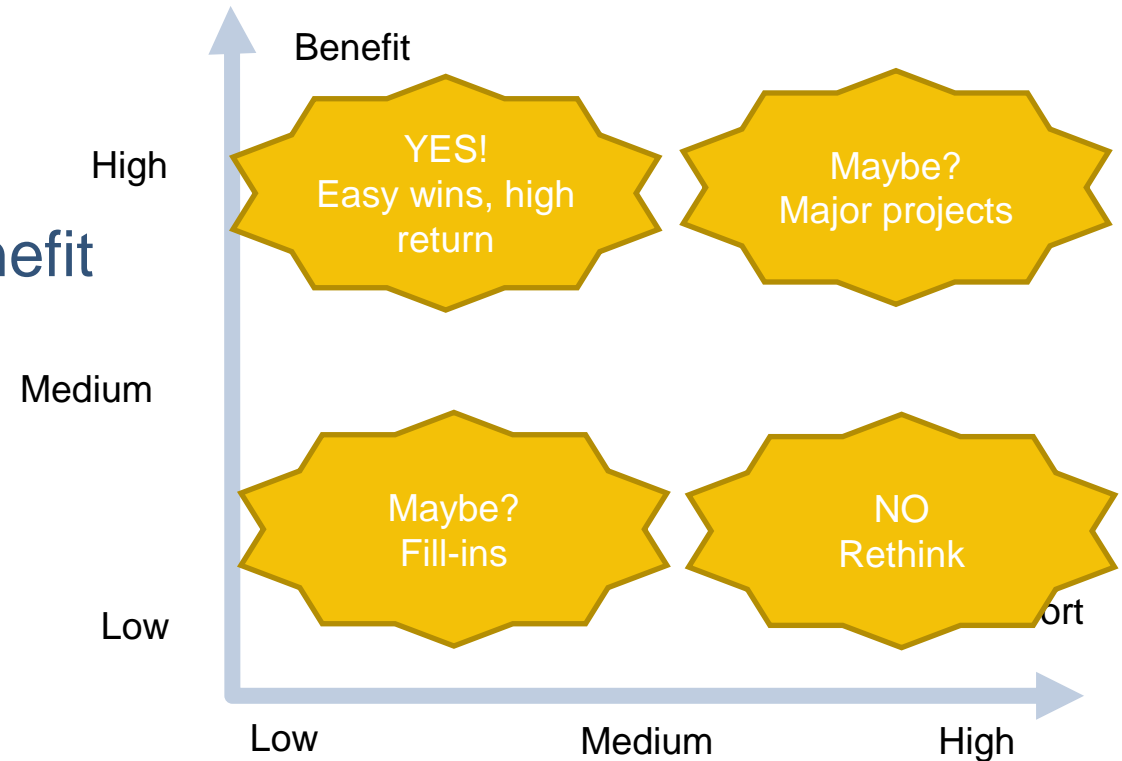 Benefit
High
YES!
Easy wins, high
return
Maybe?
Major projects
nefit
Medium
Maybe?
Fill-ins
NO
Rethink
ort
Low
Low
Medium
High